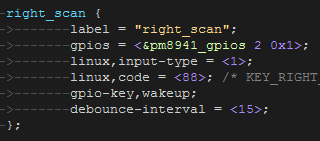 right_scan {
label = "right_scan";
gpios = <&pm8941_gpios 2 0x1>;
linux,input-type = <1>;
linux,code = <88>; /* KEY_RIGHT_
gpio-key,wakeup;
debounce-interval = <15>;
};